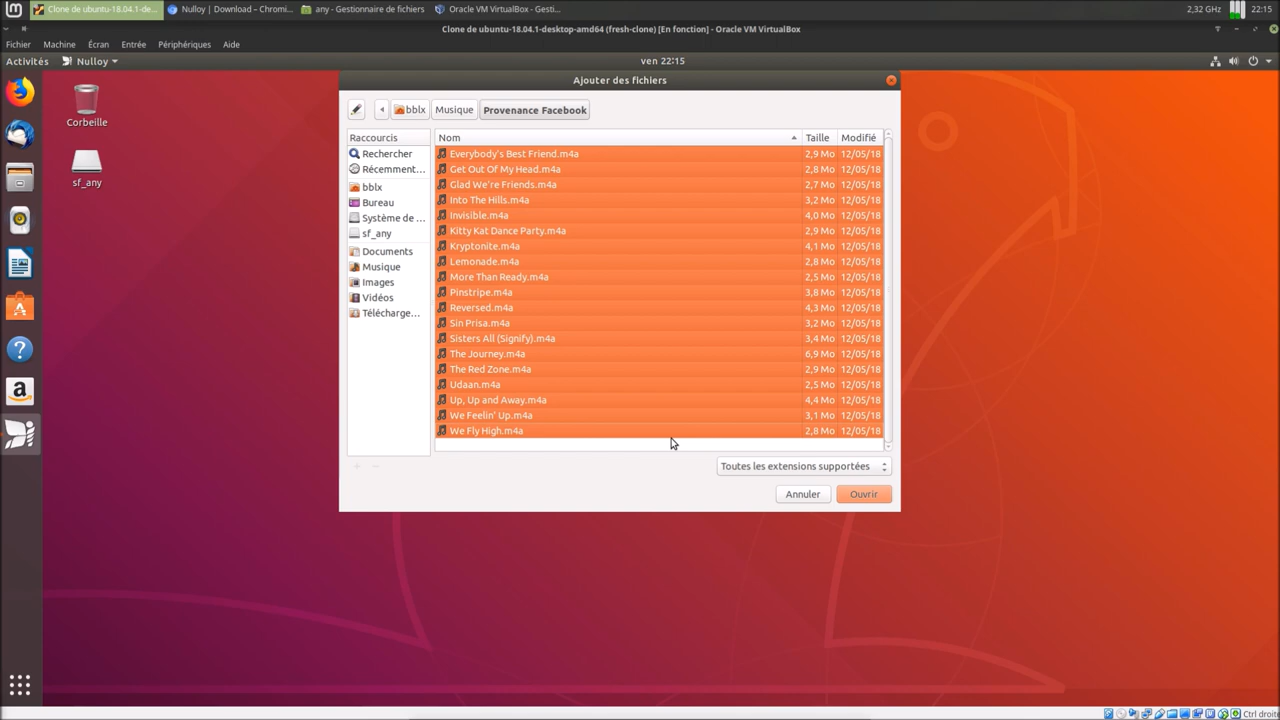 Clone de ubuntu-18.04.1-de... Nulloy | Download – Chromi... any - Gestionnaire de fichiers Oracle VM VirtualBox - Gesti... 2,32 GHz 22:15
Clone de ubuntu-18.04.1-desktop-amd64 (fresh-clone) [En fonction] - Oracle VM VirtualBox
Fichier Machine Écran Entrée Périphériques Aide
Activités Nulloy ven 22:15
Ajouter des fichiers
Corbeille
sf_any
bblx Musique Provenance Facebook
Raccourcis Nom Taille Modifié
Rechercher Everybody's Best Friend.m4a 2,9 Mo 12/05/18
Récemment... Get Out Of My Head.m4a 2,8 Mo 12/05/18
bblx Glad We're Friends.m4a 2,7 Mo 12/05/18
Bureau Into The Hills.m4a 3,2 Mo 12/05/18
Système de ... Invisible.m4a 4,0 Mo 12/05/18
sf_any Kitty Kat Dance Party.m4a 2,9 Mo 12/05/18
Documents Kryptonite.m4a 4,1 Mo 12/05/18
Musique Lemonade.m4a 2,8 Mo 12/05/18
Images More Than Ready.m4a 2,5 Mo 12/05/18
Vidéos Pinstripe.m4a 3,8 Mo 12/05/18
Télécharge... Reversed.m4a 4,3 Mo 12/05/18
Sin Prisa.m4a 3,2 Mo 12/05/18
Sisters All (Signify).m4a 3,4 Mo 12/05/18
The Journey.m4a 6,9 Mo 12/05/18
The Red Zone.m4a 2,9 Mo 12/05/18
Udaan.m4a 2,5 Mo 12/05/18
Up, Up and Away.m4a 4,4 Mo 12/05/18
We Feelin' Up.m4a 3,1 Mo 12/05/18
We Fly High.m4a 2,8 Mo 12/05/18
Toutes les extensions supportées
Annuler Ouvrir
Ctrl droite